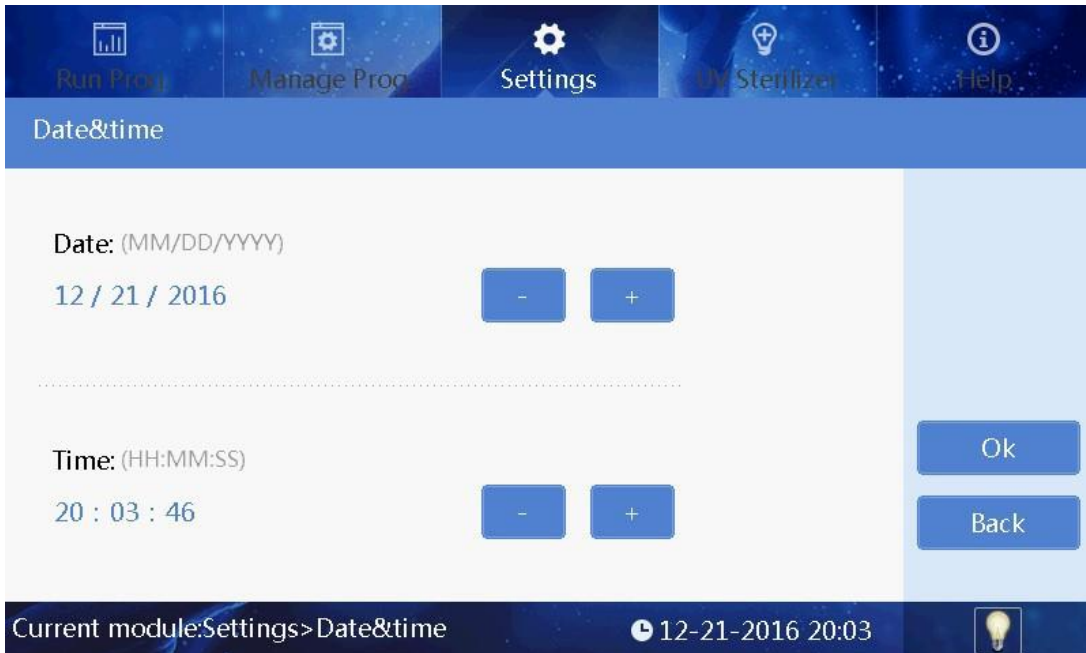 Run Prog.
Manage Prog.
Settings
UV Sterilizer
Help
Date&time
Date: (MM/DD/YYYY)
12 / 21 / 2016
- +
Time: (HH:MM:SS)
20 : 03 : 46
- +
Ok
Back
Current module:Settings>Date&time
12-21-2016 20:03